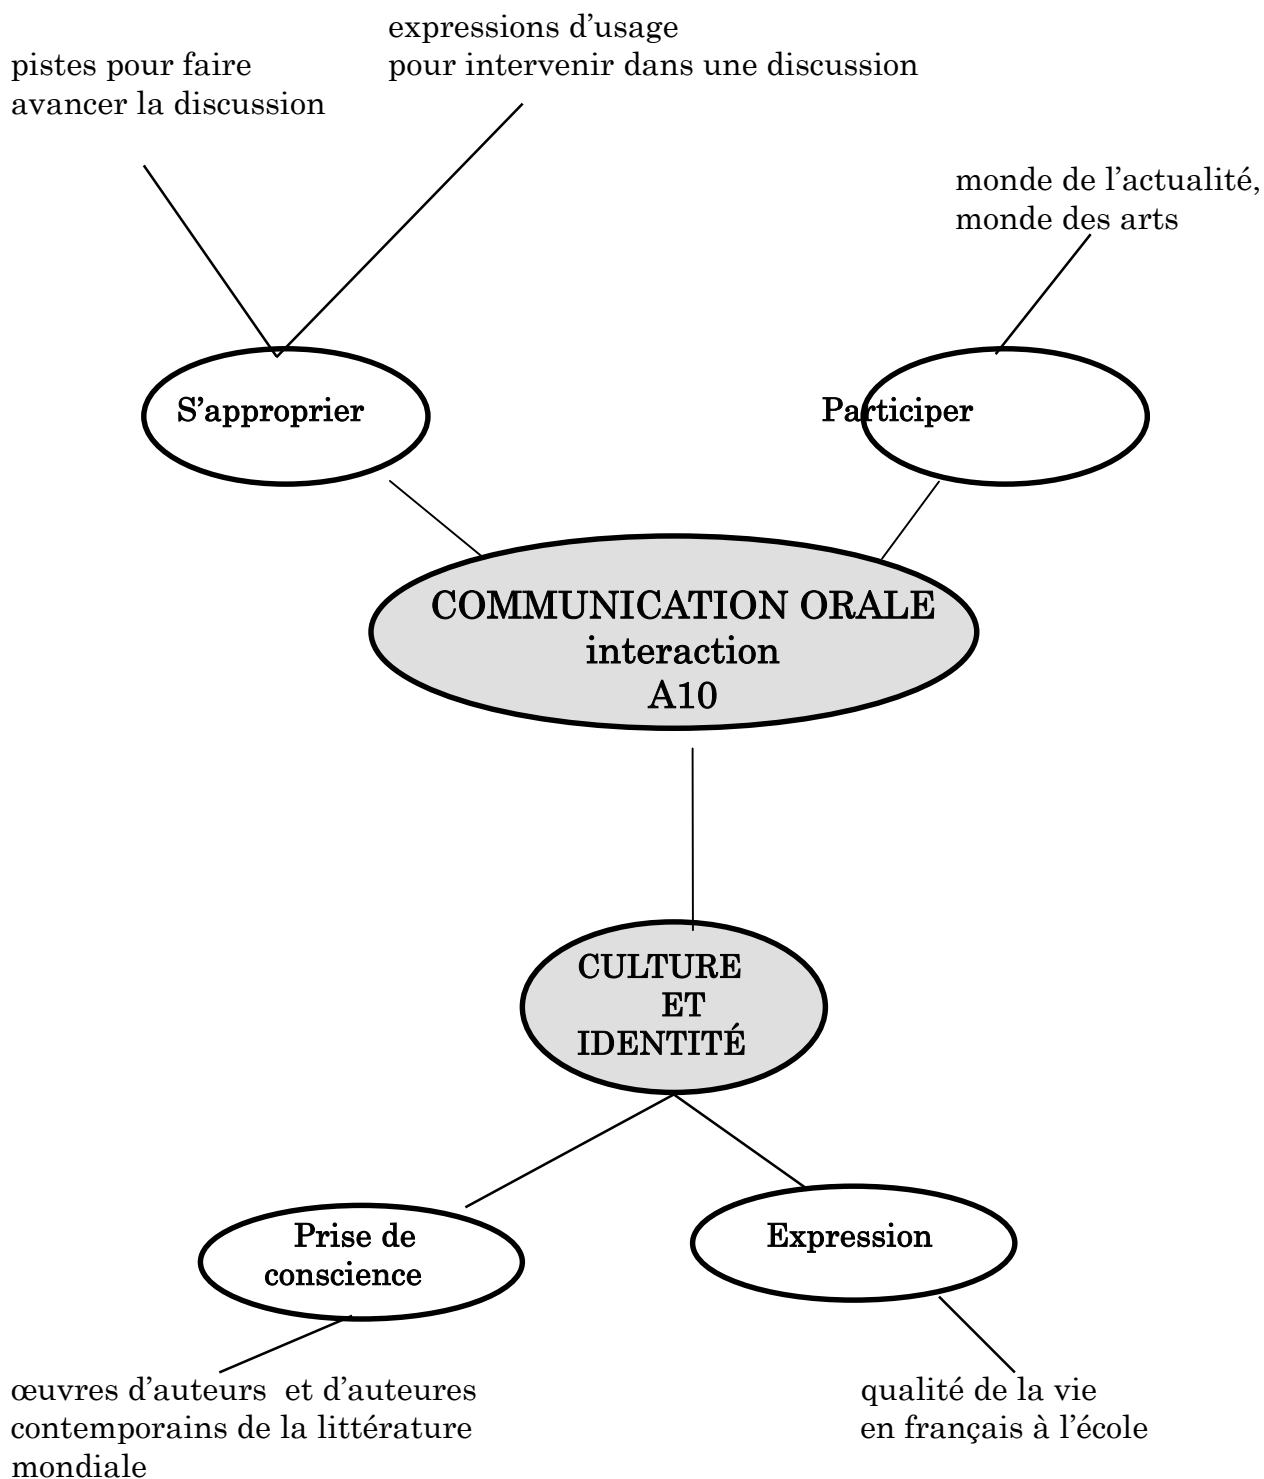 expressions d’usage
pour intervenir dans une discussion
pistes pour faire
avancer la discussion
monde de l’actualité,
monde des arts
S’approprier
Participer
COMMUNICATION ORALE
interaction
A10
CULTURE
ET
IDENTITÉ
Prise de
conscience
Expression
œuvres d’auteurs et d’auteures
contemporains de la littérature
mondiale
qualité de la vie
en français à l’école